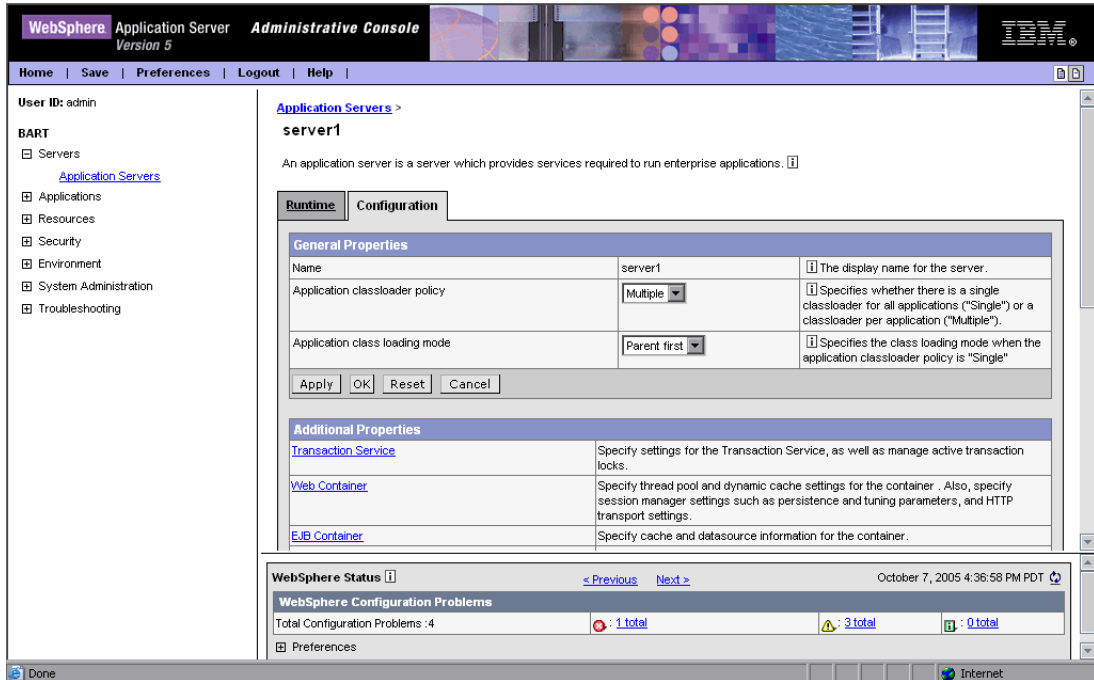 WebSphere Application Server Administrative Console
Version 5
IBM®
Home | Save | Preferences | Logout | Help |
User ID: admin
BART
Servers
Application Servers
Applications
Resources
Security
Environment
System Administration
Troubleshooting
Application Servers >
server1
An application server is a server which provides services required to run enterprise applications. i
Runtime Configuration
General Properties
Name server1 i The display name for the server.
Application classloader policy Multiple i Specifies whether there is a single
classloader for all applications ("Single") or a
classloader per application ("Multiple").
Application class loading mode Parent first i Specifies the class loading mode when the
application classloader policy is "Single"
Apply OK Reset Cancel
Additional Properties
Transaction Service Specify settings for the Transaction Service, as well as manage active transaction
locks.
Web Container Specify thread pool and dynamic cache settings for the container . Also, specify
session manager settings such as persistence and tuning parameters, and HTTP
transport settings.
EJB Container Specify cache and datasource information for the container.
WebSphere Status i < Previous Next > October 7, 2005 4:36:58 PM PDT
WebSphere Configuration Problems
Total Configuration Problems :4 : 1 total : 3 total : 0 total
Preferences
Done Internet